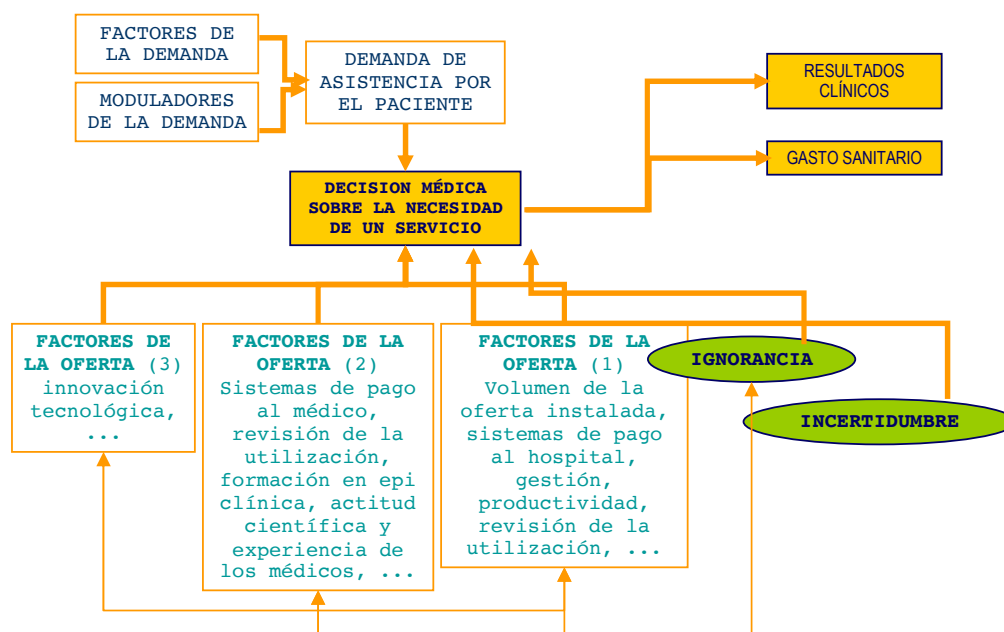 FACTORES DE
LA DEMANDA
MODULADORES
DE LA DEMANDA
DEMANDA DE
ASISTENCIA POR
EL PACIENTE
RESULTADOS
CLÍNICOS
GASTO SANITARIO
DECISION MÉDICA
SOBRE LA NECESIDAD
DE UN SERVICIO
FACTORES DE
LA OFERTA (3)
innovación
tecnológica,
...
FACTORES DE LA
OFERTA (2)
Sistemas de pago
al médico,
revisión de la
utilización,
formación en epi
clínica, actitud
científica y
experiencia de
los médicos, ...
FACTORES DE LA
OFERTA (1)
Volumen de la
oferta instalada,
sistemas de pago
al hospital,
gestión,
productividad,
revisión de la
utilización, ...
IGNORANCIA
INCERTIDUMBRE